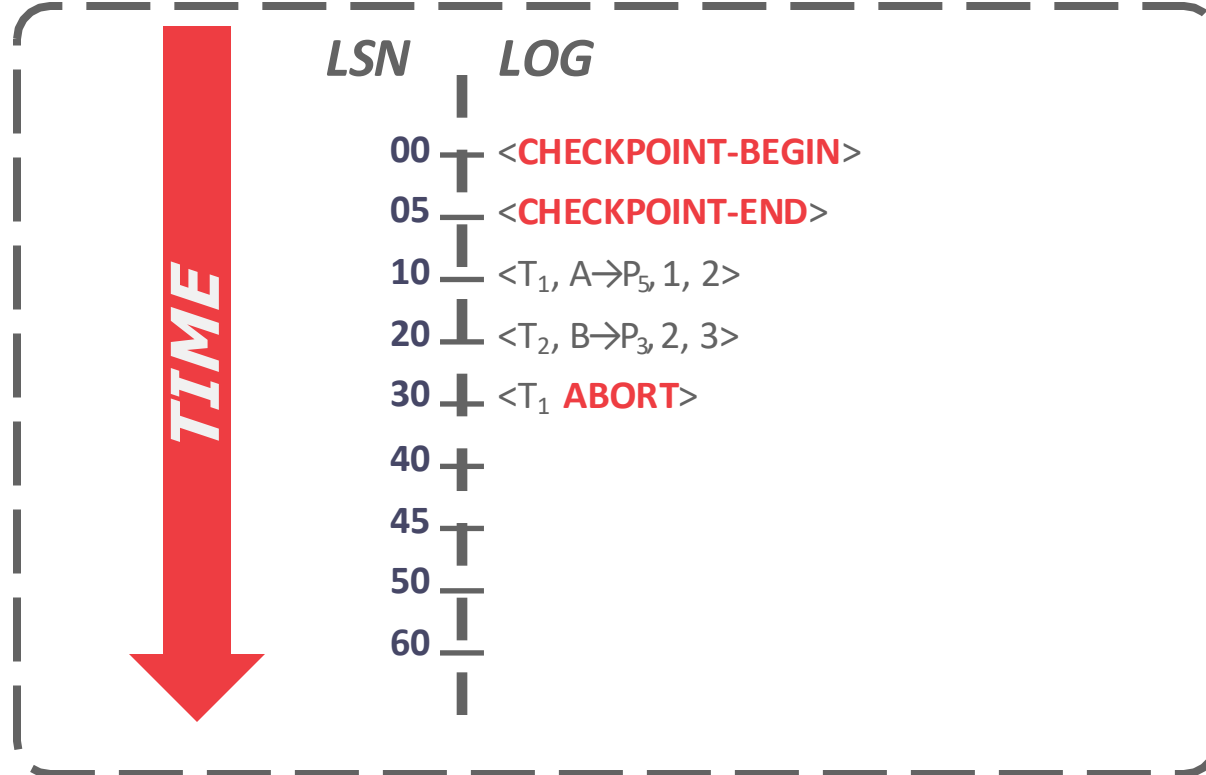 LSN LOG
00 <CHECKPOINT-BEGIN>
05 <CHECKPOINT-END>
10 <T₁, A→P₅, 1, 2>
20 <T₂, B→P₃, 2, 3>
30 <T₁ ABORT>
40
45
50
60
TIME